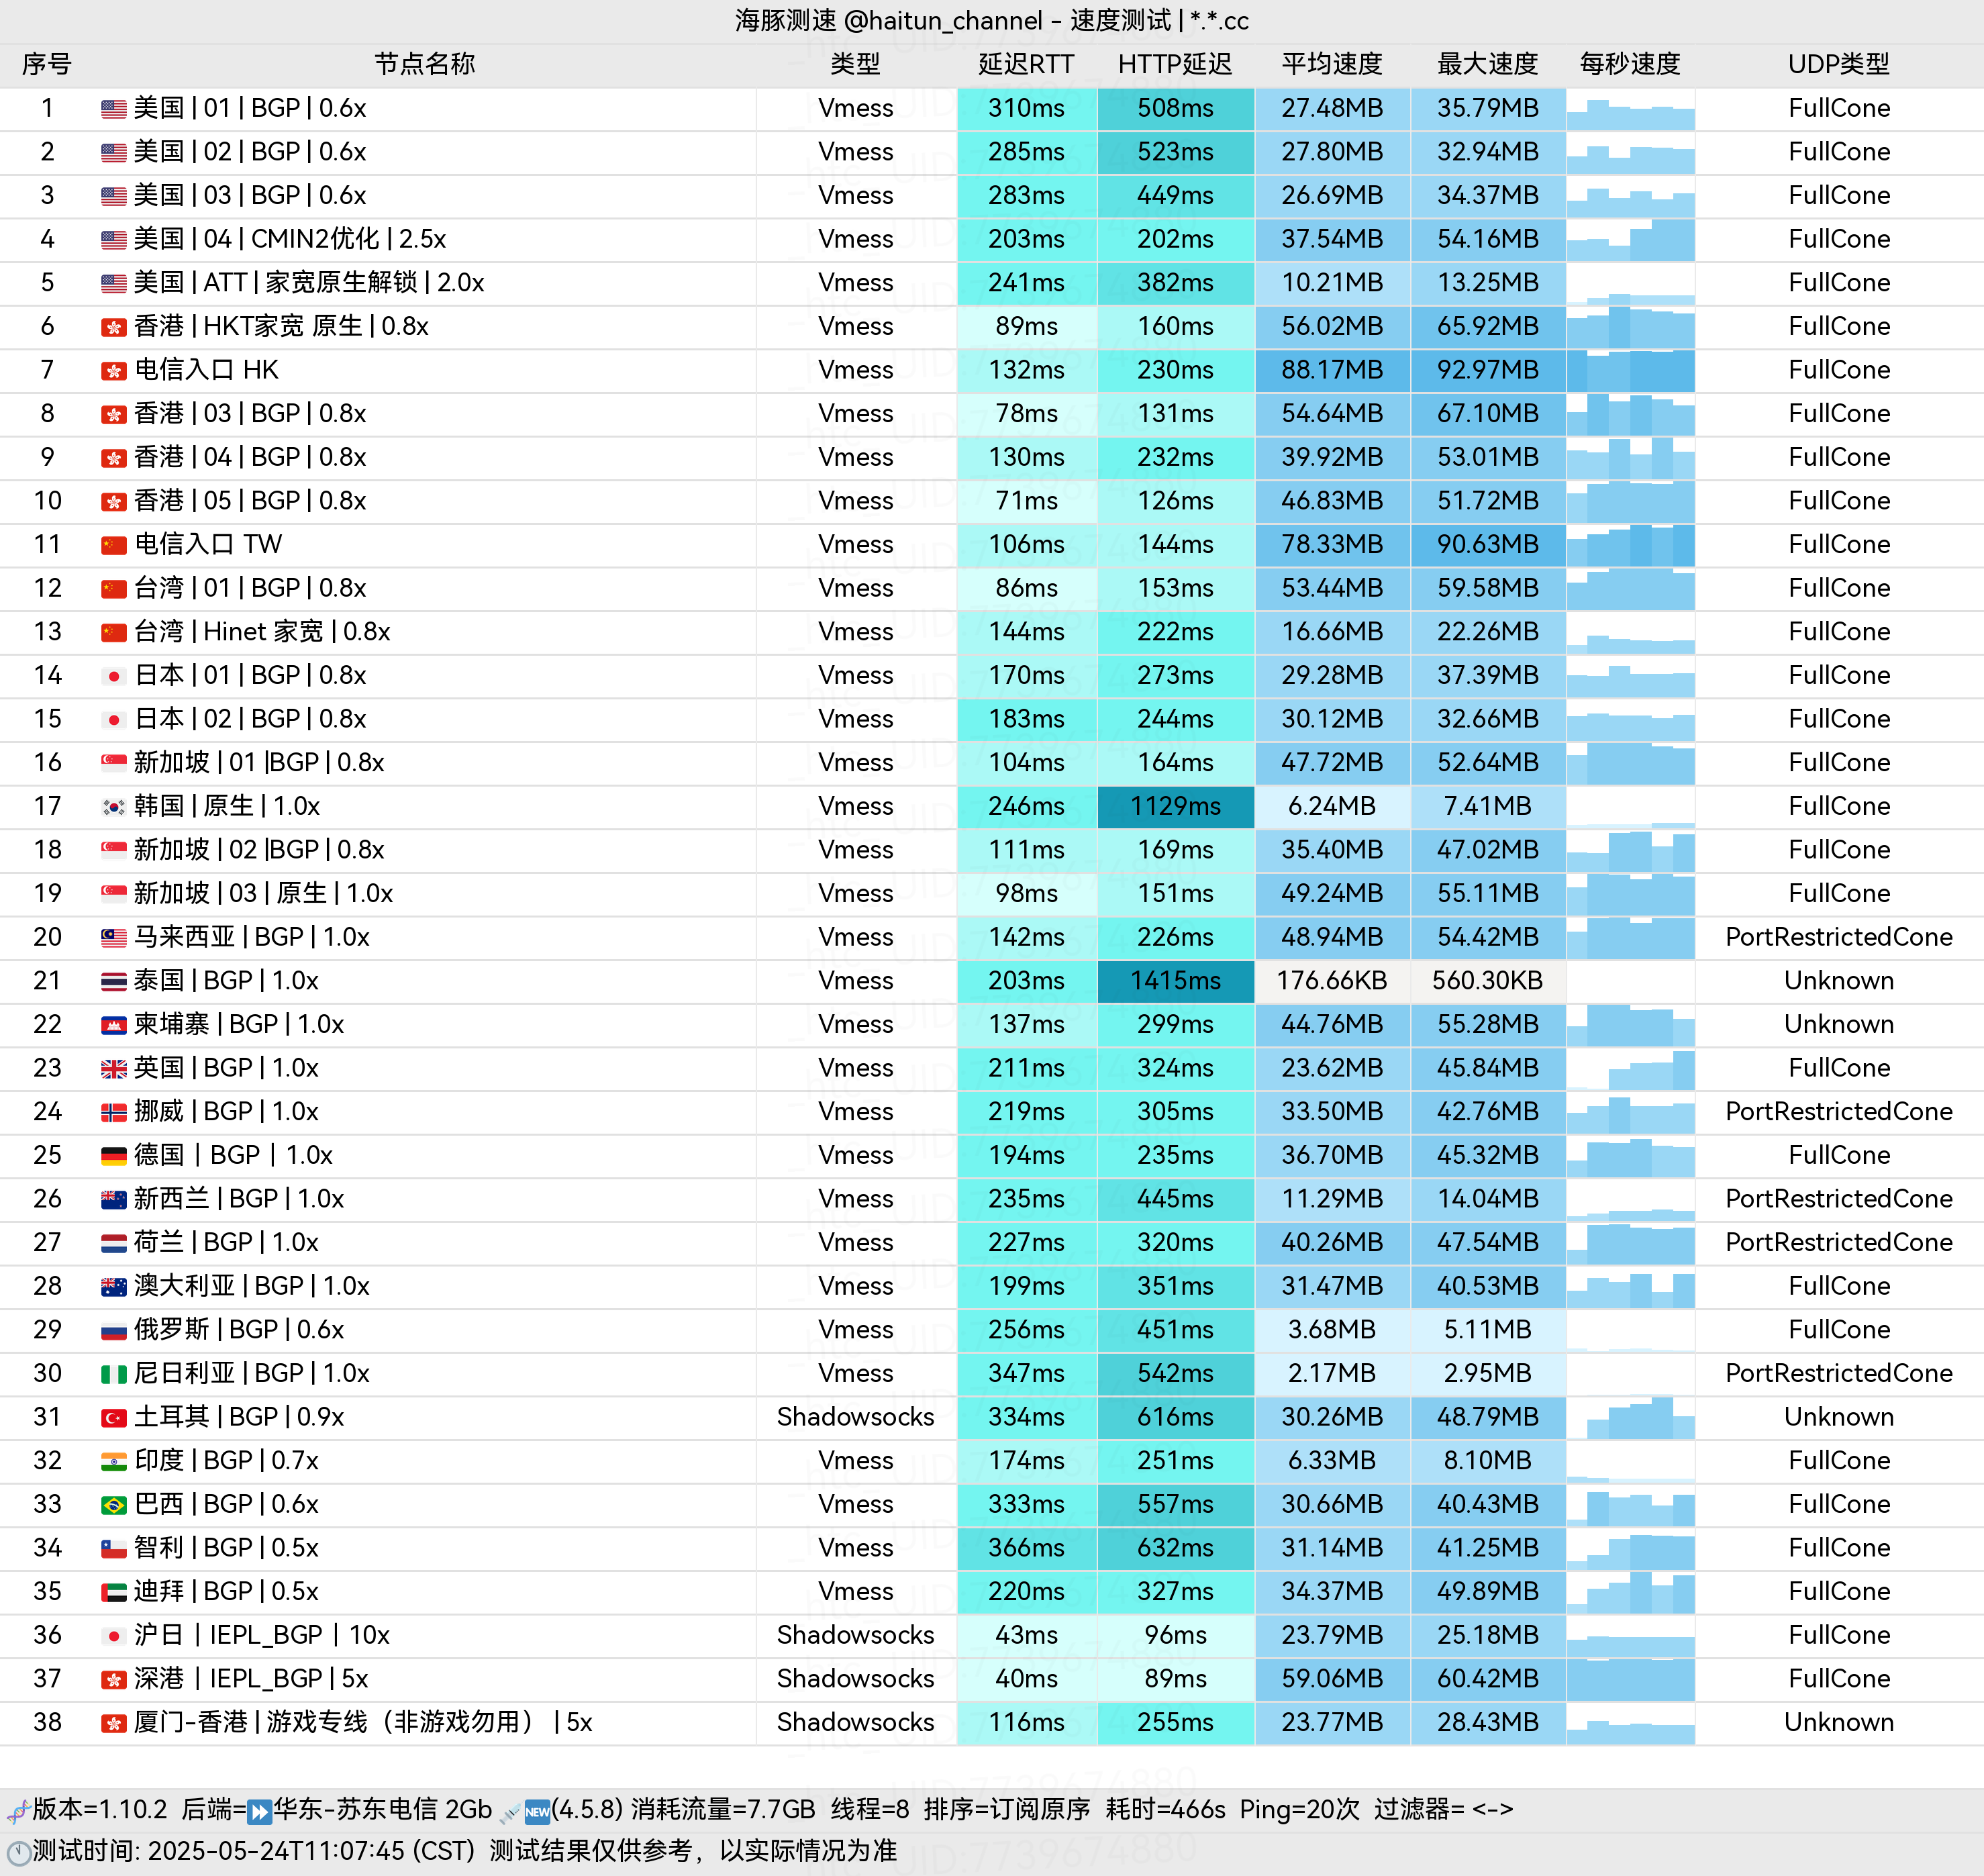 海豚测速 @haitun_channel - 速度测试 | *.*.cc
序号 节点名称 类型 延迟RTT HTTP延迟 平均速度 最大速度 每秒速度 UDP类型
1 美国 | 01 | BGP | 0.6x Vmess 310ms 508ms 27.48MB 35.79MB FullCone
2 美国 | 02 | BGP | 0.6x Vmess 285ms 523ms 27.80MB 32.94MB FullCone
3 美国 | 03 | BGP | 0.6x Vmess 283ms 449ms 26.69MB 34.37MB FullCone
4 美国 | 04 | CMIN2优化 | 2.5x Vmess 203ms 202ms 37.54MB 54.16MB FullCone
5 美国 | ATT | 家宽原生解锁 | 2.0x Vmess 241ms 382ms 10.21MB 13.25MB FullCone
6 香港 | HKT家宽 原生 | 0.8x Vmess 89ms 160ms 56.02MB 65.92MB FullCone
7 电信入口 HK Vmess 132ms 230ms 88.17MB 92.97MB FullCone
8 香港 | 03 | BGP | 0.8x Vmess 78ms 131ms 54.64MB 67.10MB FullCone
9 香港 | 04 | BGP | 0.8x Vmess 130ms 232ms 39.92MB 53.01MB FullCone
10 香港 | 05 | BGP | 0.8x Vmess 71ms 126ms 46.83MB 51.72MB FullCone
11 电信入口 TW Vmess 106ms 144ms 78.33MB 90.63MB FullCone
12 台湾 | 01 | BGP | 0.8x Vmess 86ms 153ms 53.44MB 59.58MB FullCone
13 台湾 | Hinet 家宽 | 0.8x Vmess 144ms 222ms 16.66MB 22.26MB FullCone
14 日本 | 01 | BGP | 0.8x Vmess 170ms 273ms 29.28MB 37.39MB FullCone
15 日本 | 02 | BGP | 0.8x Vmess 183ms 244ms 30.12MB 32.66MB FullCone
16 新加坡 | 01 |BGP | 0.8x Vmess 104ms 164ms 47.72MB 52.64MB FullCone
17 韩国 | 原生 | 1.0x Vmess 246ms 1129ms 6.24MB 7.41MB FullCone
18 新加坡 | 02 |BGP | 0.8x Vmess 111ms 169ms 35.40MB 47.02MB FullCone
19 新加坡 | 03 | 原生 | 1.0x Vmess 98ms 151ms 49.24MB 55.11MB FullCone
20 马来西亚 | BGP | 1.0x Vmess 142ms 226ms 48.94MB 54.42MB PortRestrictedCone
21 泰国 | BGP | 1.0x Vmess 203ms 1415ms 176.66KB 560.30KB Unknown
22 柬埔寨 | BGP | 1.0x Vmess 137ms 299ms 44.76MB 55.28MB Unknown
23 英国 | BGP | 1.0x Vmess 211ms 324ms 23.62MB 45.84MB FullCone
24 挪威 | BGP | 1.0x Vmess 219ms 305ms 33.50MB 42.76MB PortRestrictedCone
25 德国 | BGP | 1.0x Vmess 194ms 235ms 36.70MB 45.32MB FullCone
26 新西兰 | BGP | 1.0x Vmess 235ms 445ms 11.29MB 14.04MB PortRestrictedCone
27 荷兰 | BGP | 1.0x Vmess 227ms 320ms 40.26MB 47.54MB PortRestrictedCone
28 澳大利亚 | BGP | 1.0x Vmess 199ms 351ms 31.47MB 40.53MB FullCone
29 俄罗斯 | BGP | 0.6x Vmess 256ms 451ms 3.68MB 5.11MB FullCone
30 尼日利亚 | BGP | 1.0x Vmess 347ms 542ms 2.17MB 2.95MB PortRestrictedCone
31 土耳其 | BGP | 0.9x Shadowsocks 334ms 616ms 30.26MB 48.79MB Unknown
32 印度 | BGP | 0.7x Vmess 174ms 251ms 6.33MB 8.10MB FullCone
33 巴西 | BGP | 0.6x Vmess 333ms 557ms 30.66MB 40.43MB FullCone
34 智利 | BGP | 0.5x Vmess 366ms 632ms 31.14MB 41.25MB FullCone
35 迪拜 | BGP | 0.5x Vmess 220ms 327ms 34.37MB 49.89MB FullCone
36 沪日 | IEPL_BGP | 10x Shadowsocks 43ms 96ms 23.79MB 25.18MB FullCone
37 深港 | IEPL_BGP | 5x Shadowsocks 40ms 89ms 59.06MB 60.42MB FullCone
38 厦门-香港 | 游戏专线（非游戏勿用） | 5x Shadowsocks 116ms 255ms 23.77MB 28.43MB Unknown
版本=1.10.2 后端=⏩华东-苏东电信 2Gb 🆕(4.5.8) 消耗流量=7.7GB 线程=8 排序=订阅原序 耗时=466s Ping=20次 过滤器= <->
测试时间: 2025-05-24T11:07:45 (CST) 测试结果仅供参考，以实际情况为准